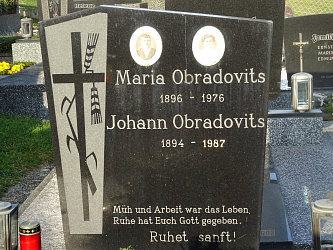 Maria Obradovits
1896 - 1976
Johann Obradovits
1894 - 1987
Müh und Arbeit war das Leben,
Ruhe hat Euch Gott gegeben.
Ruhet sanft!
Familie